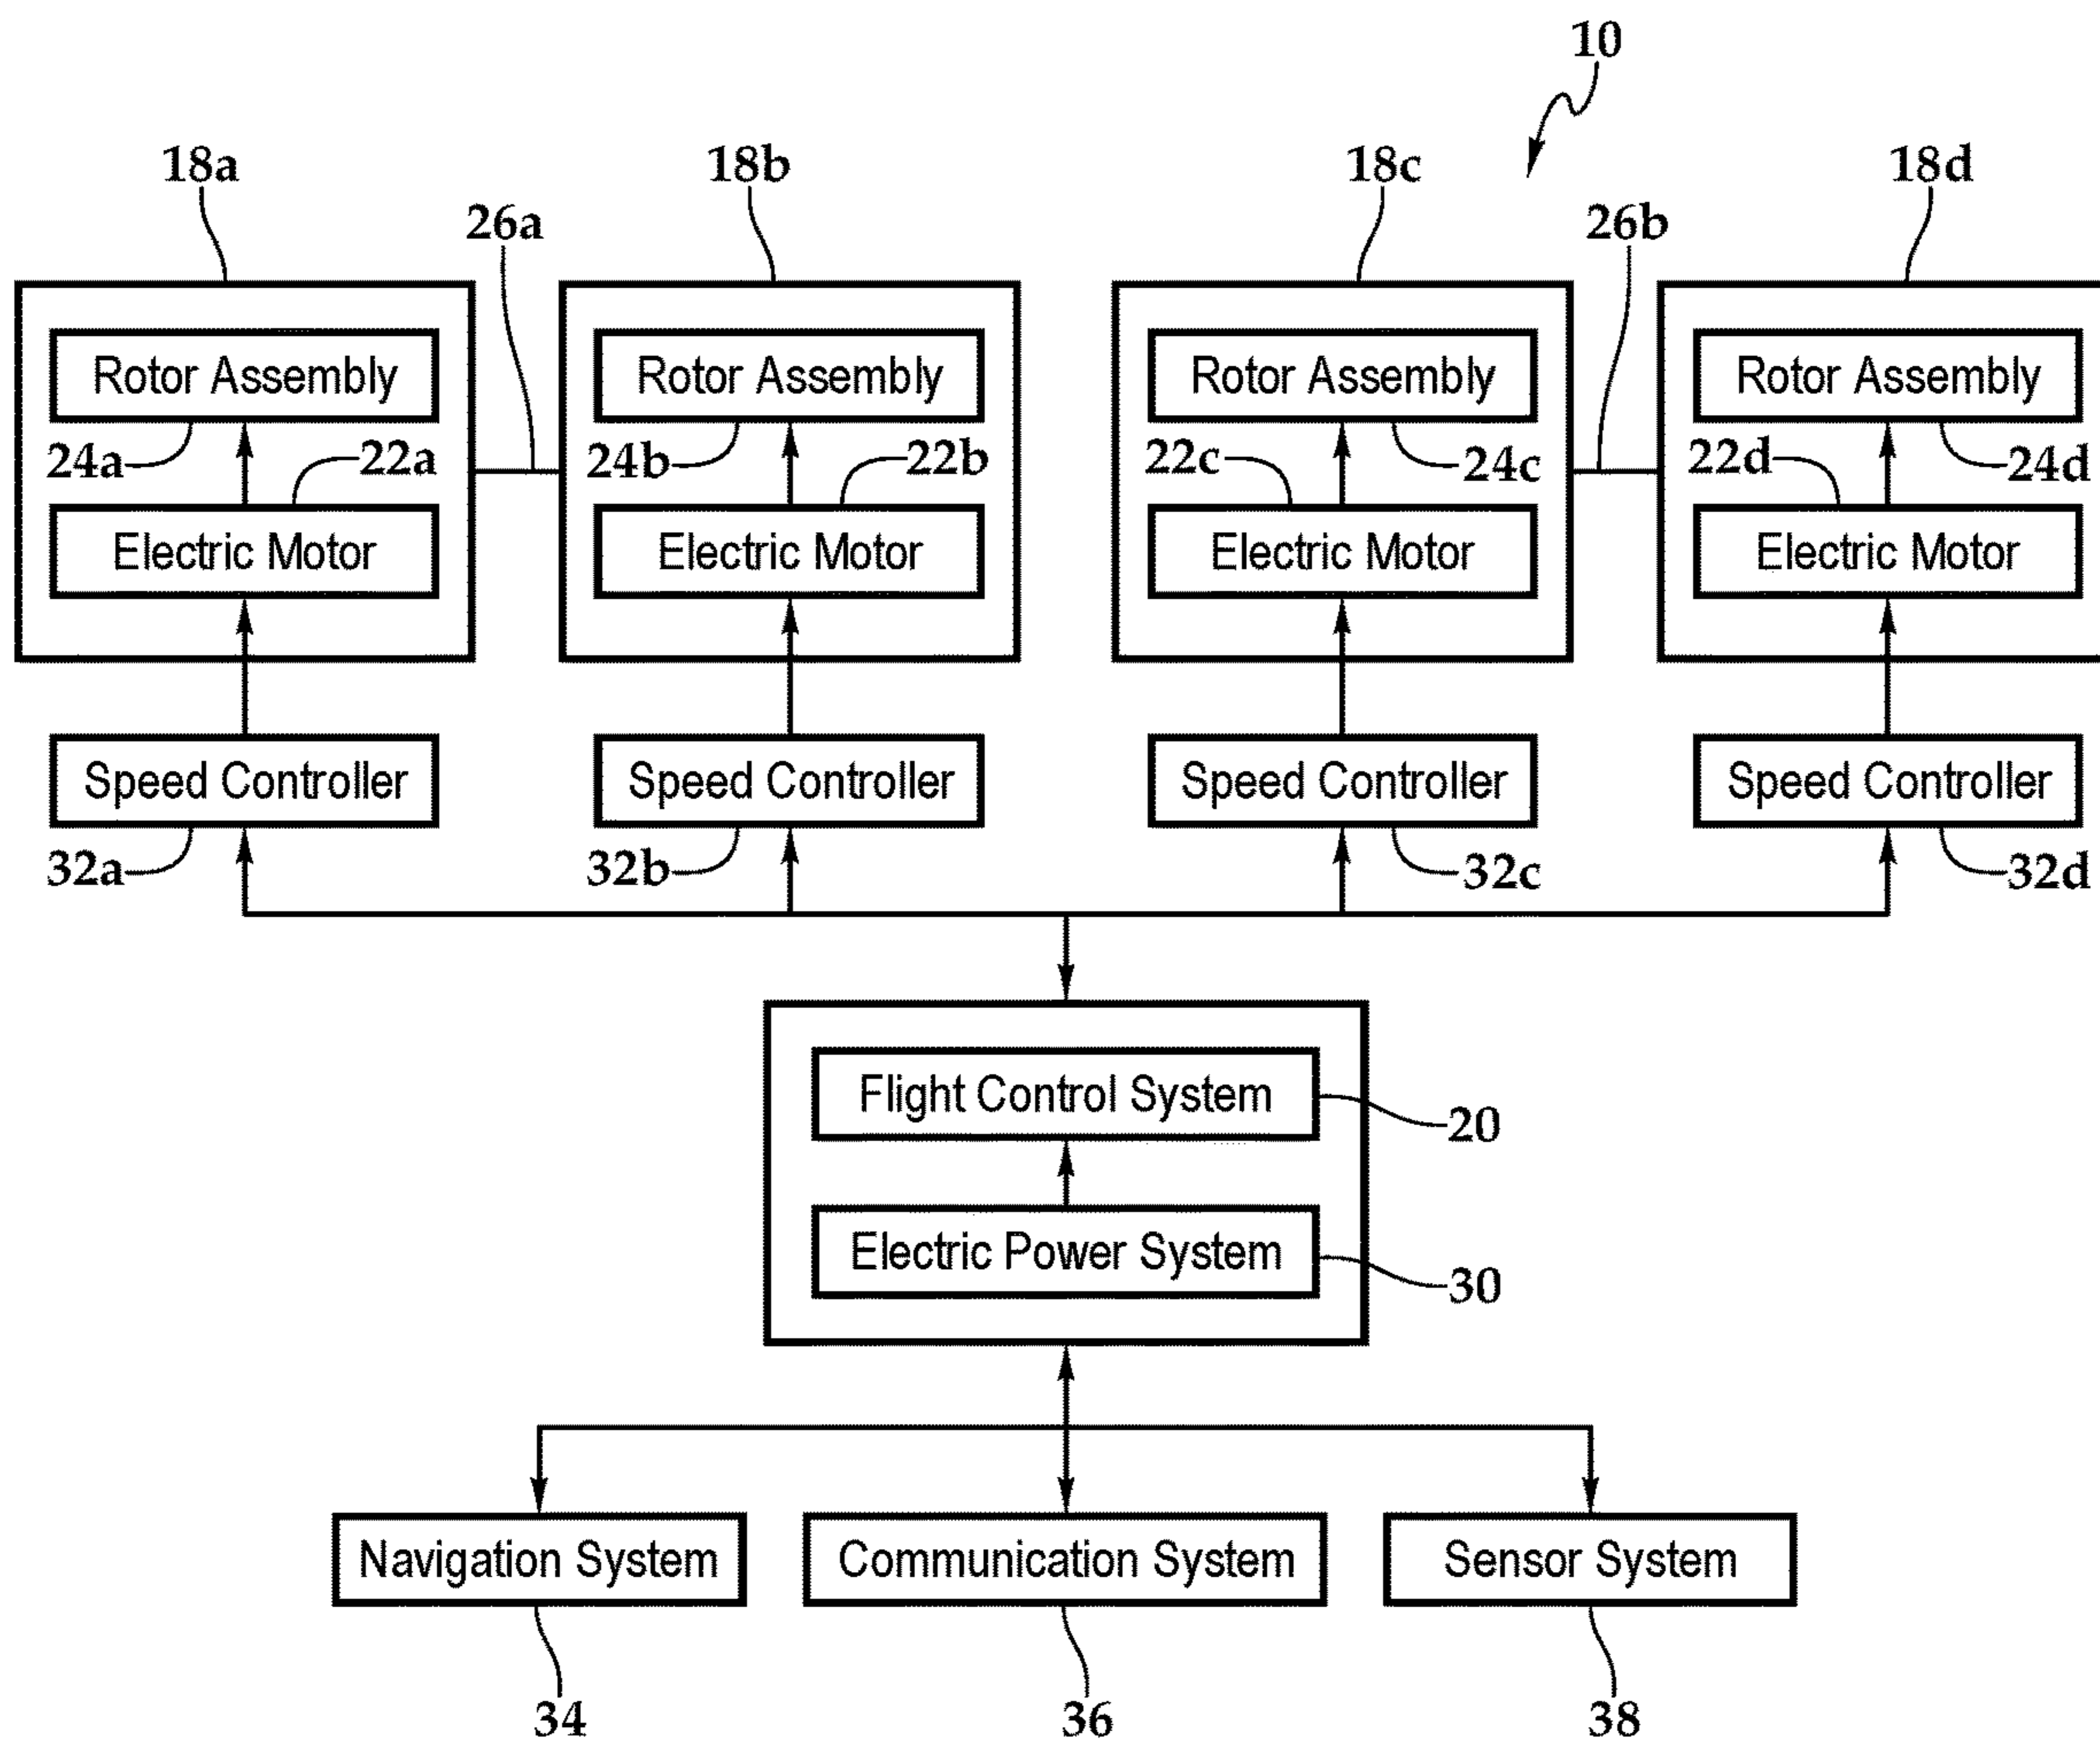 10
18a
18b
18c
18d
26a
26b
Rotor Assembly
Rotor Assembly
Rotor Assembly
Rotor Assembly
24a
22a
24b
22b
22c
24c
22d
24d
Electric Motor
Electric Motor
Electric Motor
Electric Motor
Speed Controller
Speed Controller
Speed Controller
Speed Controller
32a
32b
32c
32d
Flight Control System
20
Electric Power System
30
Navigation System
Communication System
Sensor System
34
36
38